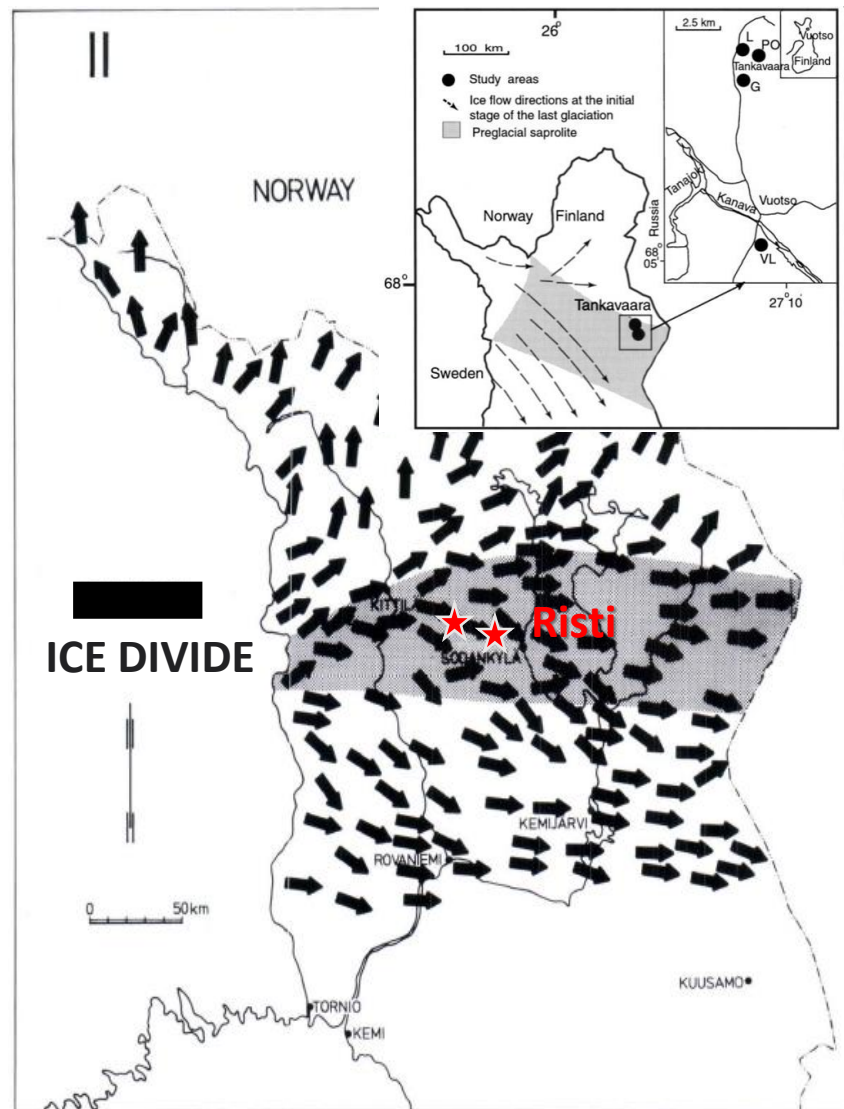 II
NORWAY
KITTILÄ
Risti
ICE DIVIDE
SODANKYLÄ
KEMIJÄRVI
ROVANIEMI
0 50km
KUUSAMO
TORNIO
KEMI
26°
100 km
Study areas
Ice flow directions at the initial
stage of the last glaciation
Preglacial saprolite
Norway Finland
68°
Tankavaara
Sweden
Russia
2.5 km
L
PO
Tankavaara
G
Vuotso
Finland
Tanajoki
Kanava
Vuotso
68°
05'
VL
27°10'